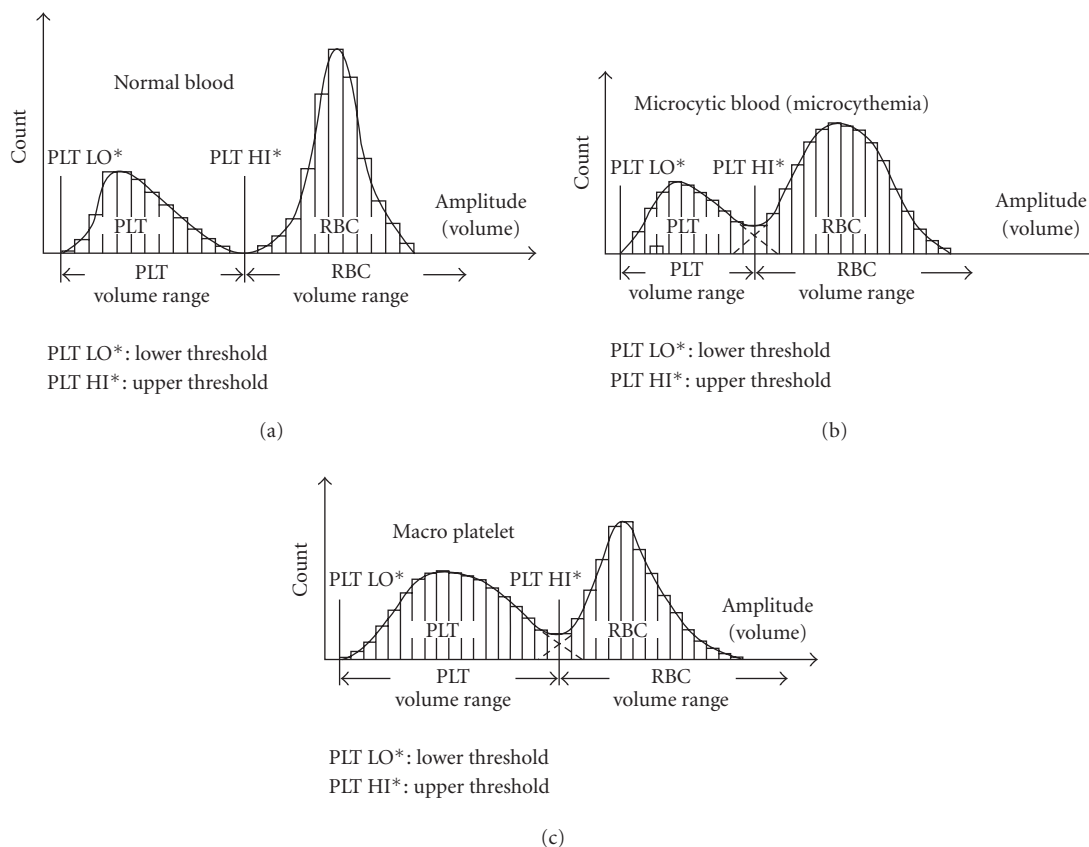 Normal blood
Count
PLT LO*
PLT HI*
PLT
RBC
Amplitude
(volume)
PLT
volume range
RBC
volume range
PLT LO*: lower threshold
PLT HI*: upper threshold
(a)
Microcytic blood (microcythemia)
Count
PLT LO*
PLT HI*
PLT
RBC
Amplitude
(volume)
PLT
volume range
RBC
volume range
PLT LO*: lower threshold
PLT HI*: upper threshold
(b)
Macro platelet
Count
PLT LO*
PLT HI*
PLT
RBC
Amplitude
(volume)
PLT
volume range
RBC
volume range
PLT LO*: lower threshold
PLT HI*: upper threshold
(c)